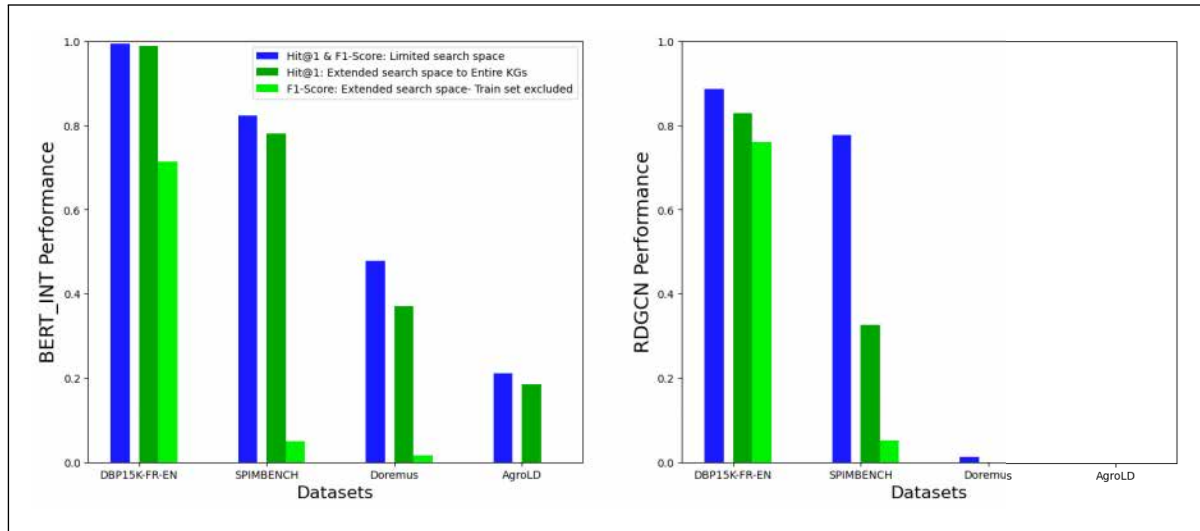 BERT_INT Performance
1.0
0.8
0.6
0.4
0.2
0.0
Hit@1 & F1-Score: Limited search space
Hit@1: Extended search space to Entire KGs
F1-Score: Extended search space- Train set excluded
DBP15K-FR-EN SPIMBENCH Doremus AgroLD
Datasets
RDGCN Performance
1.0
0.8
0.6
0.4
0.2
0.0
DBP15K-FR-EN SPIMBENCH Doremus AgroLD
Datasets